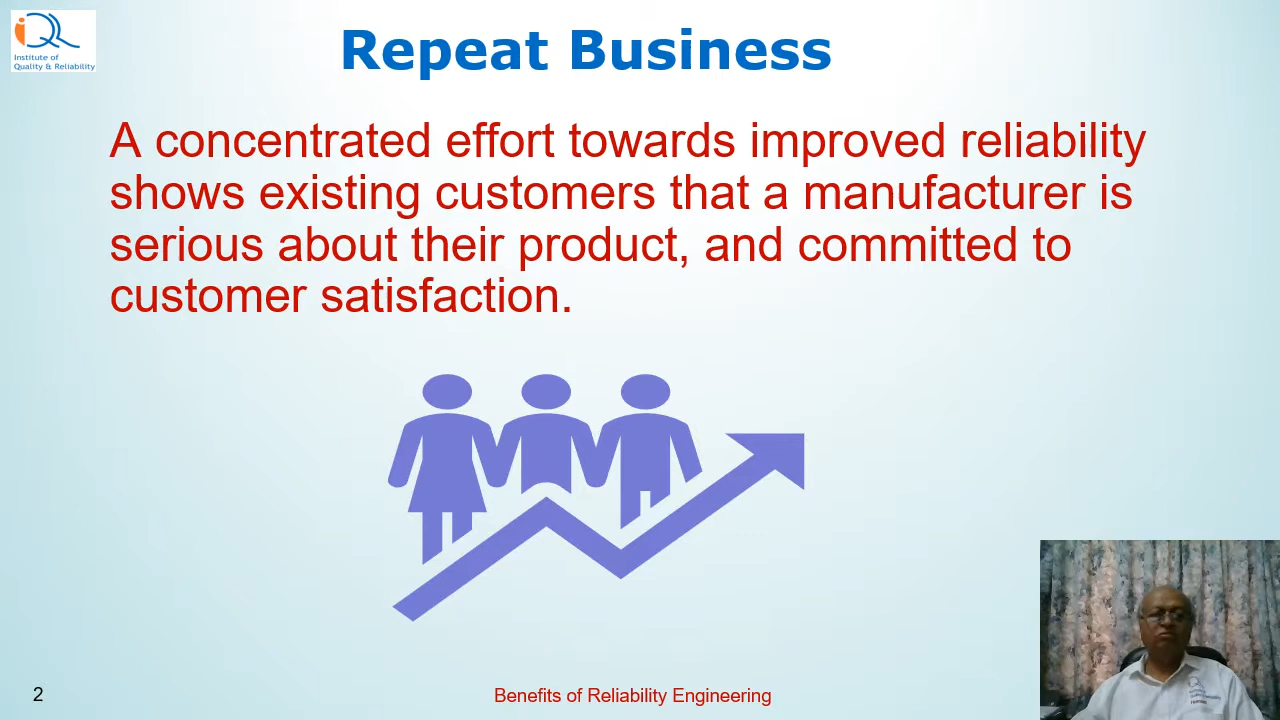 Institute of
Quality & Reliability
Repeat Business
A concentrated effort towards improved reliability
shows existing customers that a manufacturer is
serious about their product, and committed to
customer satisfaction.
2
Benefits of Reliability Engineering